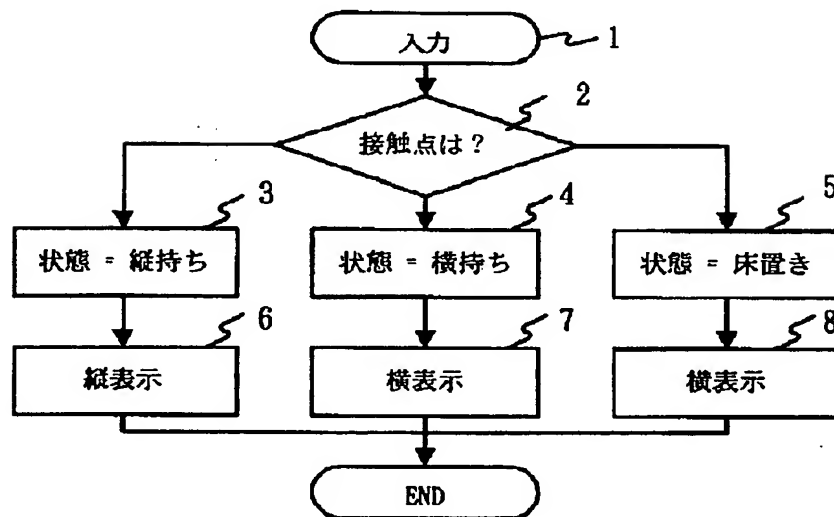 入力
1
2
接触点は?
3
4
5
状態 = 縦持ち
状態 = 横持ち
状態 = 床置き
6
7
8
縦表示
横表示
横表示
END